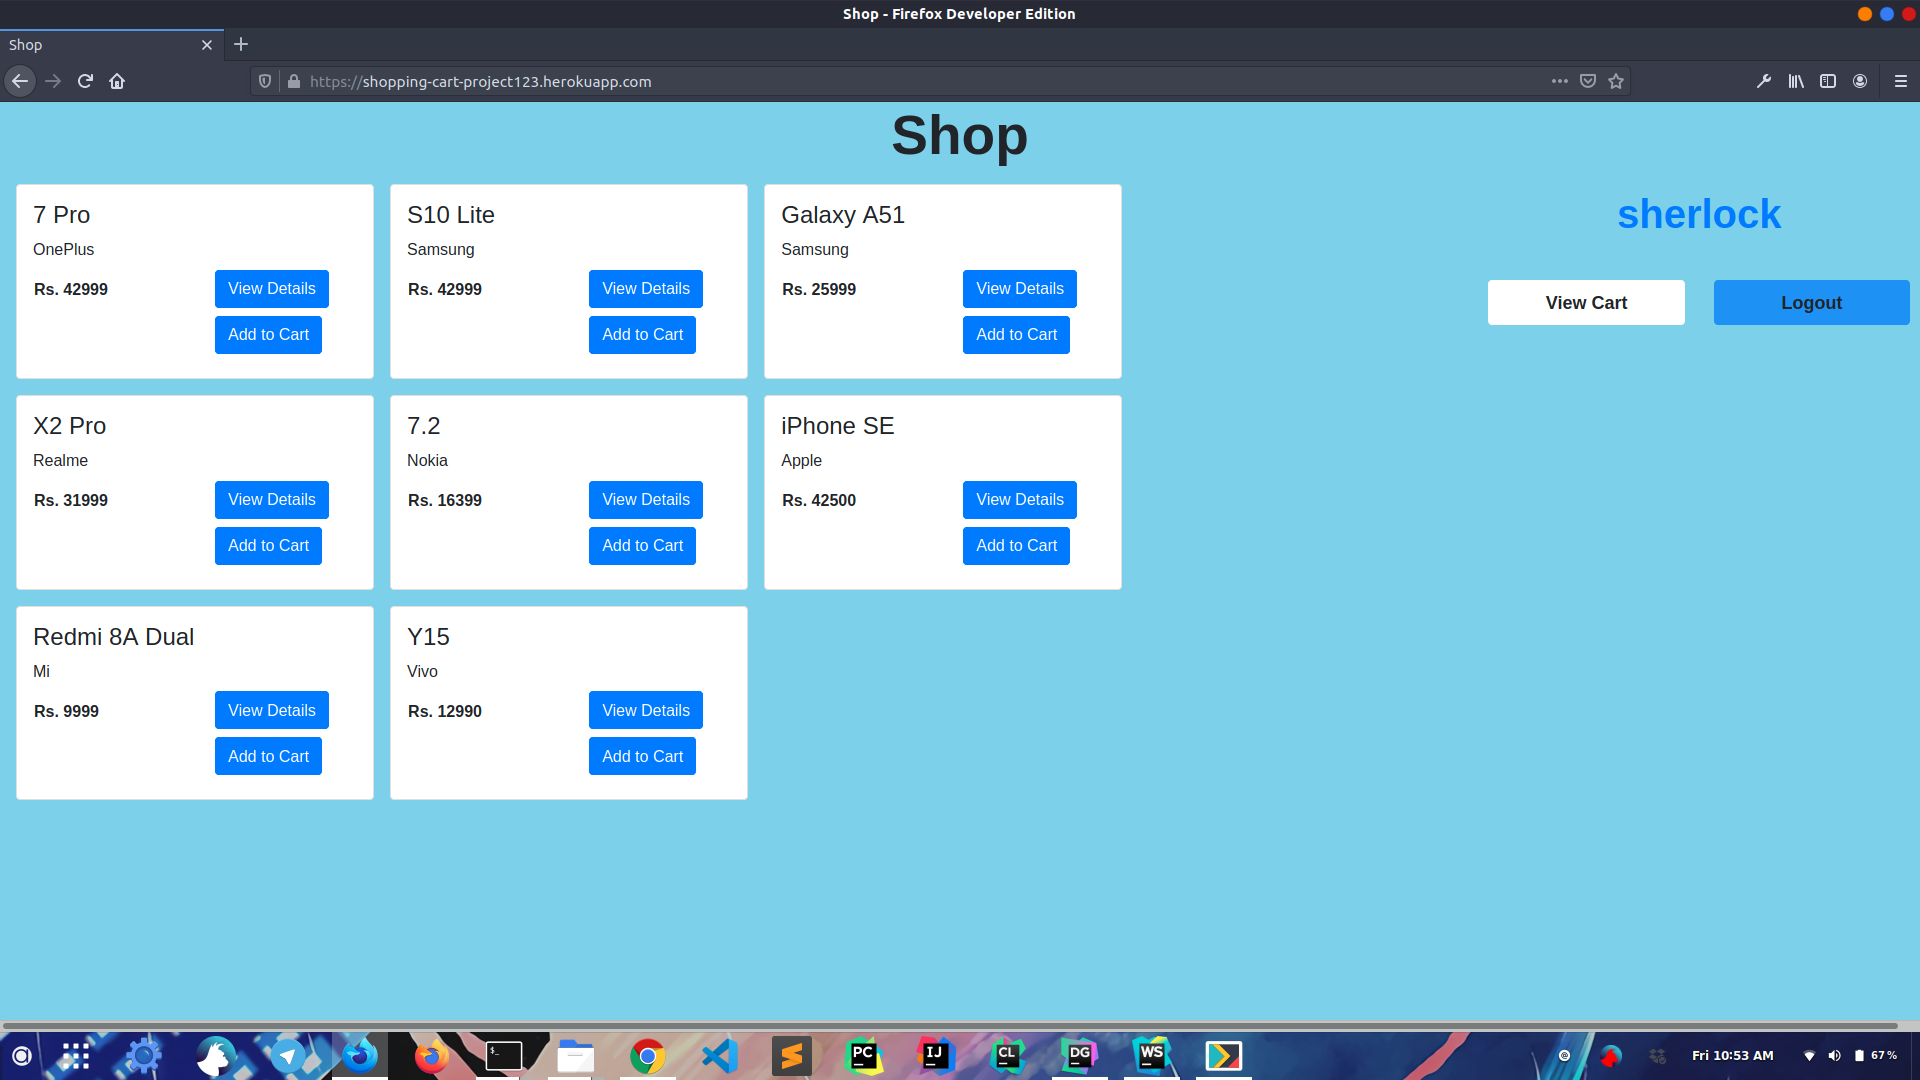 Shop - Firefox Developer Edition
Shop
https://shopping-cart-project123.herokuapp.com
Shop
7 Pro
OnePlus
Rs. 42999
View Details
Add to Cart
S10 Lite
Samsung
Rs. 42999
View Details
Add to Cart
Galaxy A51
Samsung
Rs. 25999
View Details
Add to Cart
sherlock
View Cart
Logout
X2 Pro
Realme
Rs. 31999
View Details
Add to Cart
7.2
Nokia
Rs. 16399
View Details
Add to Cart
iPhone SE
Apple
Rs. 42500
View Details
Add to Cart
Redmi 8A Dual
Mi
Rs. 9999
View Details
Add to Cart
Y15
Vivo
Rs. 12990
View Details
Add to Cart
$_
PC
IJ
CL
DG
WS
Fri 10:53 AM
67 %